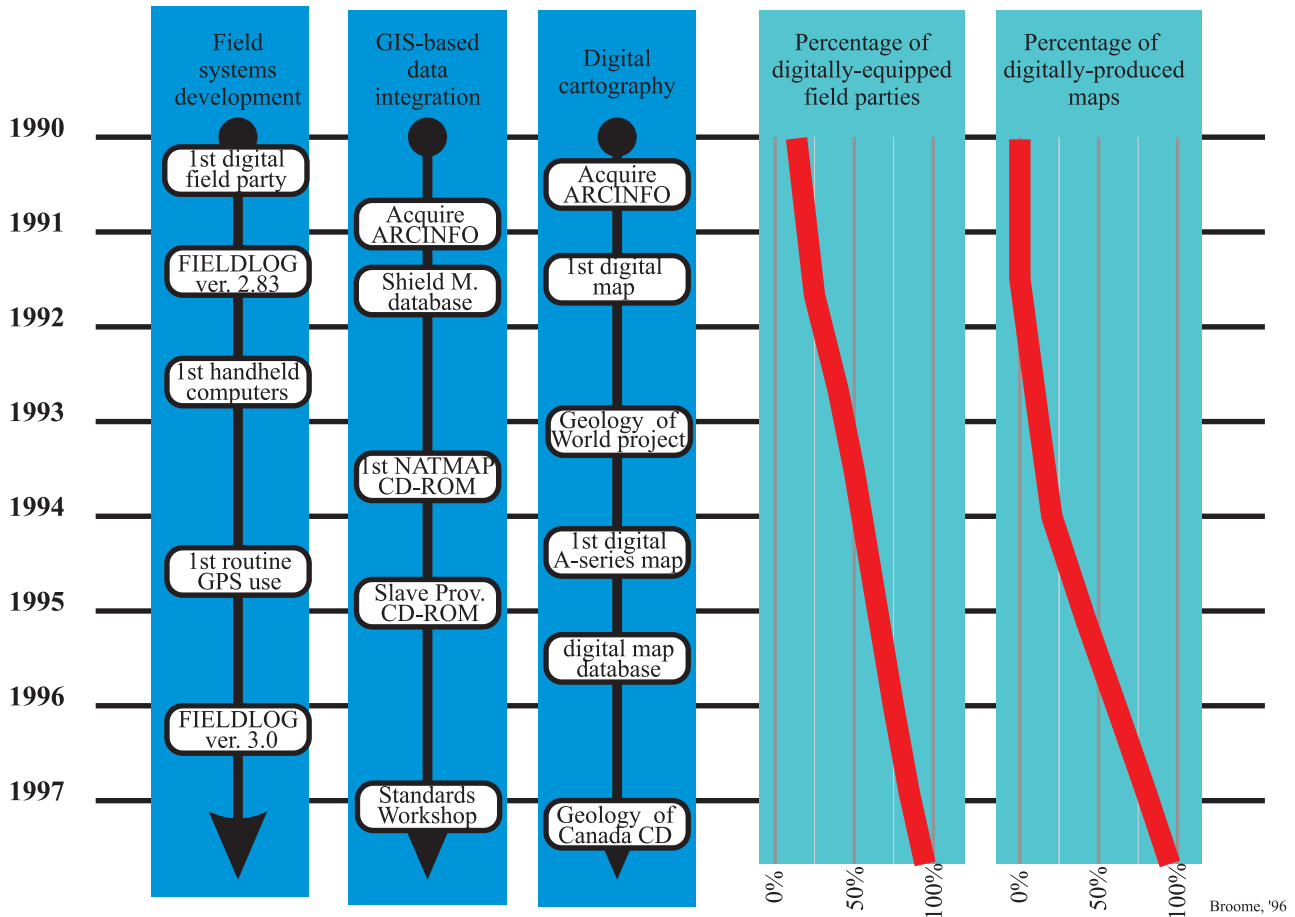 Field
systems
development
GIS-based
data
integration
Digital
cartography
Percentage of
digitally-equipped
field parties
Percentage of
digitally-produced
maps
1990
1991
1992
1993
1994
1995
1996
1997
1st digital
field party
FIELDLOG
ver. 2.83
1st handheld
computers
1st routine
GPS use
FIELDLOG
ver. 3.0
Acquire
ARCINFO
Shield M.
database
1st NATMAP
CD-ROM
Slave Prov.
CD-ROM
Standards
Workshop
Acquire
ARCINFO
1st digital
map
Geology of
World project
1st digital
A-series map
digital map
database
Geology of
Canada CD
0%
50%
100%
0%
50%
100%
Broome, '96